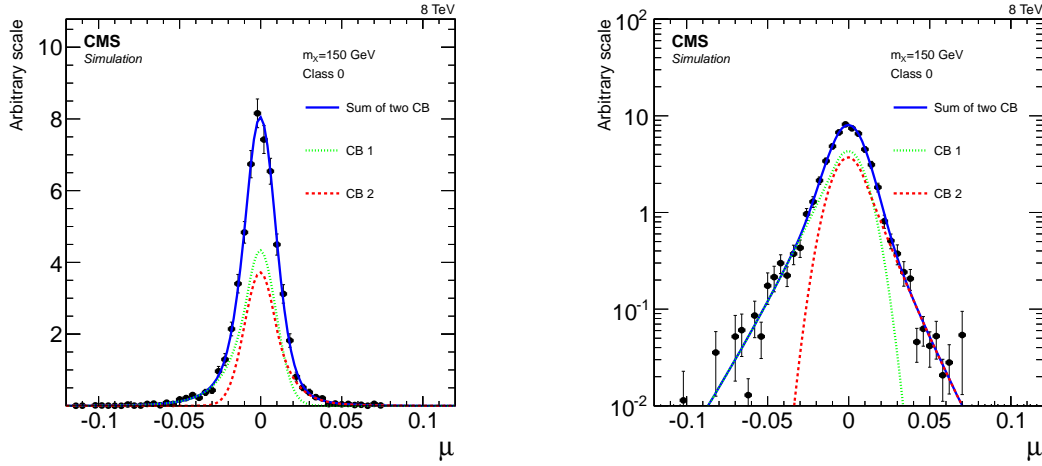 8 TeV
Arbitrary scale
10
8
6
4
2
CMS
Simulation
m_X=150 GeV
Class 0
Sum of two CB
CB 1
CB 2
-0.1 -0.05 0 0.05 0.1
μ
8 TeV
Arbitrary scale
10^2
10
1
10^-1
10^-2
CMS
Simulation
m_X=150 GeV
Class 0
Sum of two CB
CB 1
CB 2
-0.1 -0.05 0 0.05 0.1
μ